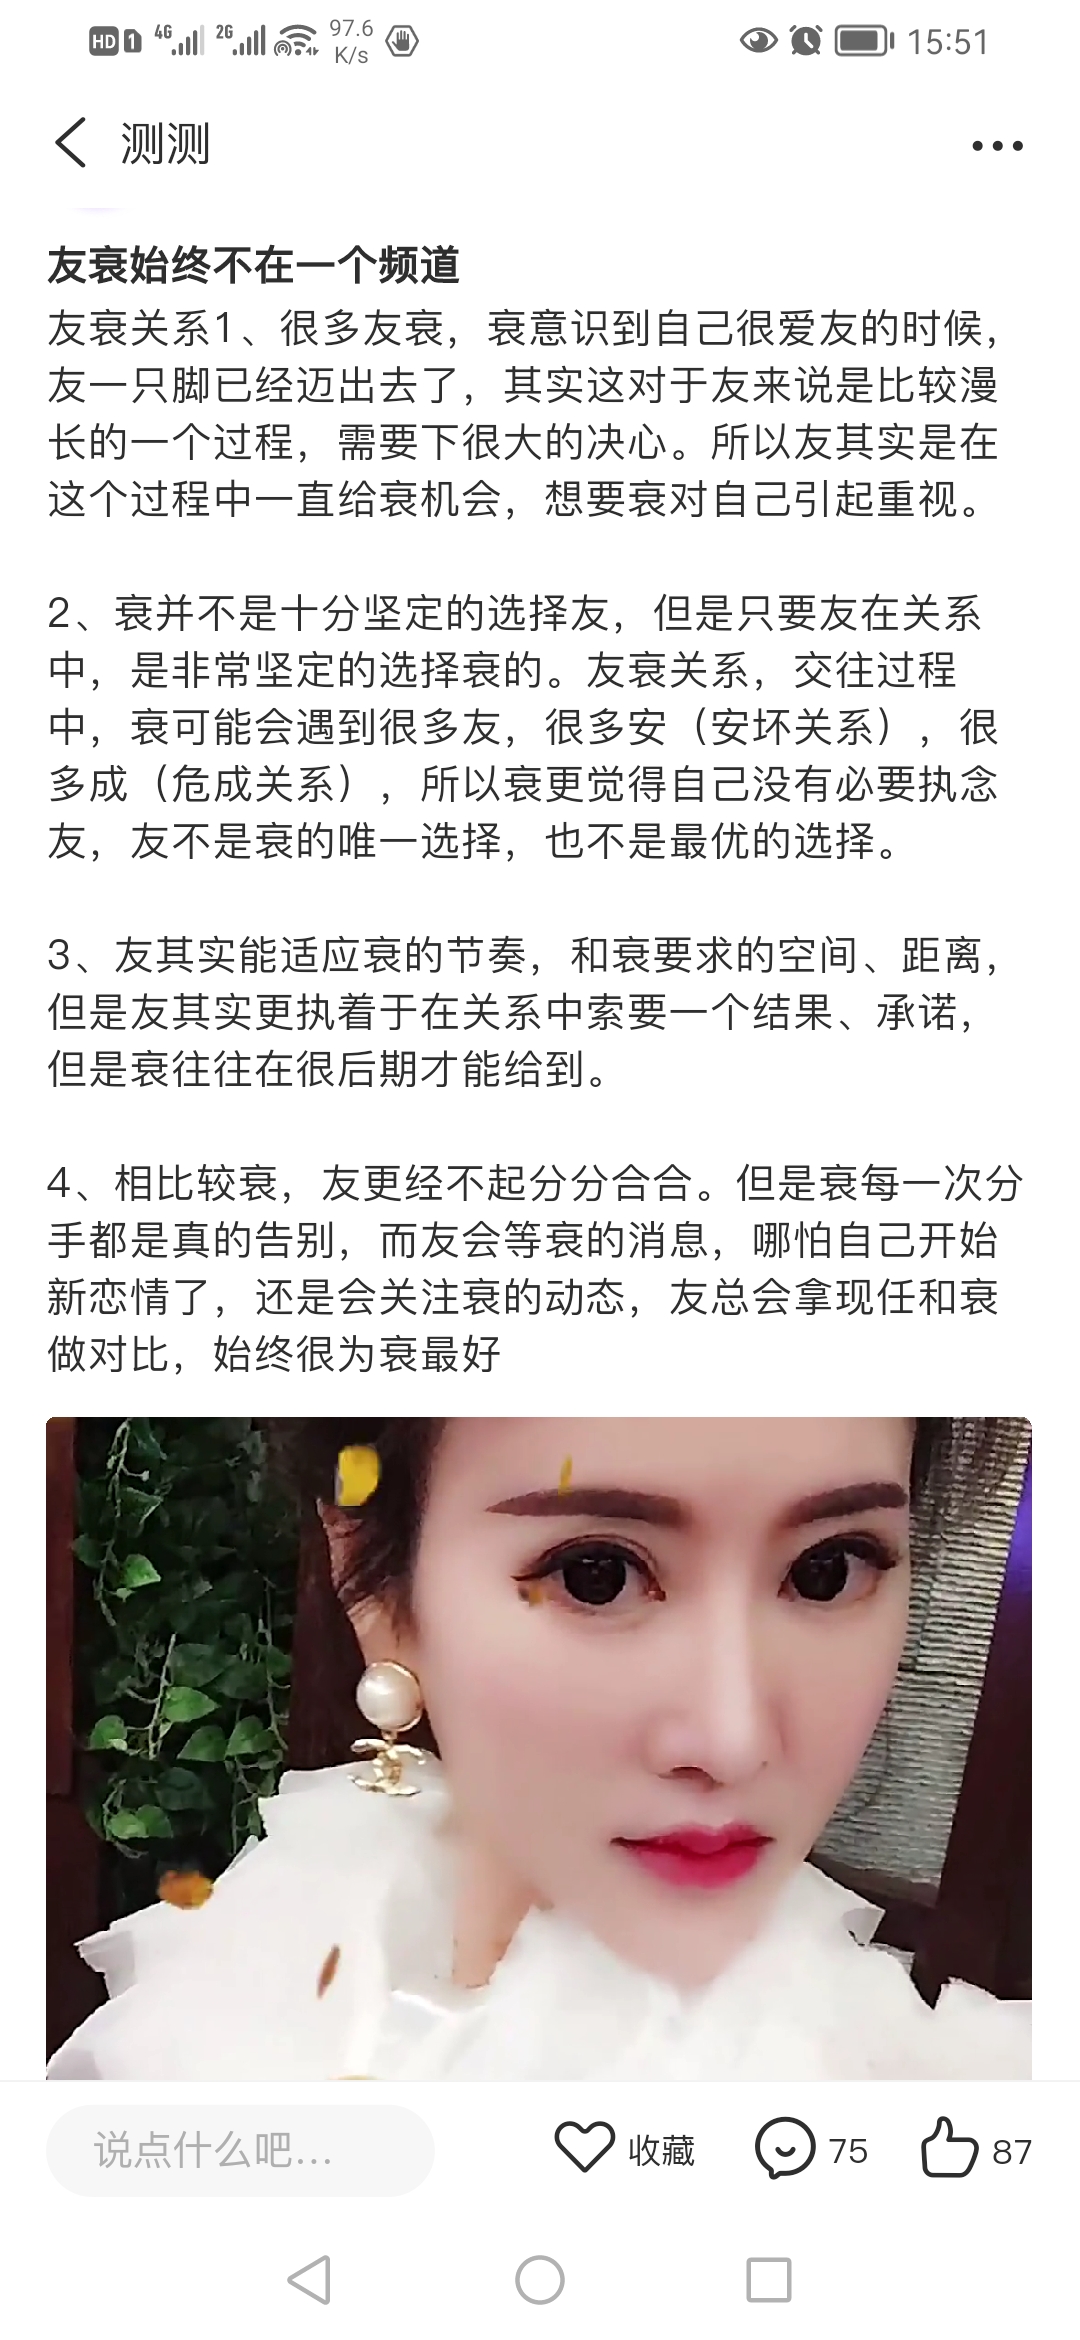 HD 1 4G 2G 97.6 K/s 15:51
测测
友衰始终不在一个频道
友衰关系1、很多友衰，衰意识到自己很爱友的时候，
友一只脚已经迈出去了，其实这对于友来说是比较漫
长的一个过程，需要下很大的决心。所以友其实是在
这个过程中一直给衰机会，想要衰对自己引起重视。
2、衰并不是十分坚定的选择友，但是只要友在关系
中，是非常坚定的选择衰的。友衰关系，交往过程
中，衰可能会遇到很多友，很多安（安坏关系），很
多成（危成关系），所以衰更觉得自己没有必要执念
友，友不是衰的唯一选择，也不是最优的选择。
3、友其实能适应衰的节奏，和衰要求的空间、距离，
但是友其实更执着于在关系中索要一个结果、承诺，
但是衰往往在很后期才能给到。
4、相比较衰，友更经不起分分合合。但是衰每一次分
手都是真的告别，而友会等衰的消息，哪怕自己开始
新恋情了，还是会关注衰的动态，友总会拿现任和衰
做对比，始终很为衰最好
说点什么吧... 收藏 75 87